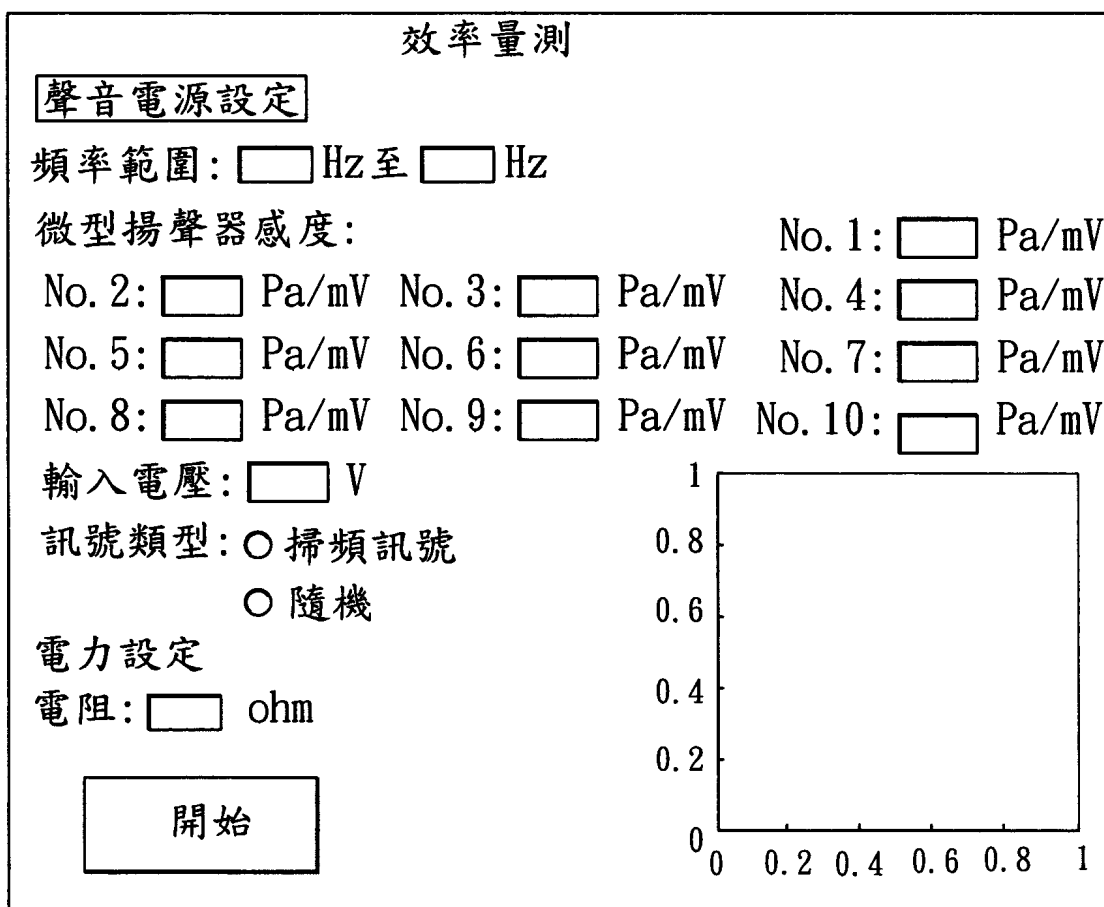 效率量測
聲音電源設定
頻率範圍: Hz至 Hz
微型揚聲器感度: No. 1: Pa/mV
No. 2: Pa/mV No. 3: Pa/mV No. 4: Pa/mV
No. 5: Pa/mV No. 6: Pa/mV No. 7: Pa/mV
No. 8: Pa/mV No. 9: Pa/mV No. 10: Pa/mV
輸入電壓: V
訊號類型: 掃頻訊號
隨機
電力設定
電阻: ohm
開始
1
0.8
0.6
0.4
0.2
0
0 0.2 0.4 0.6 0.8 1